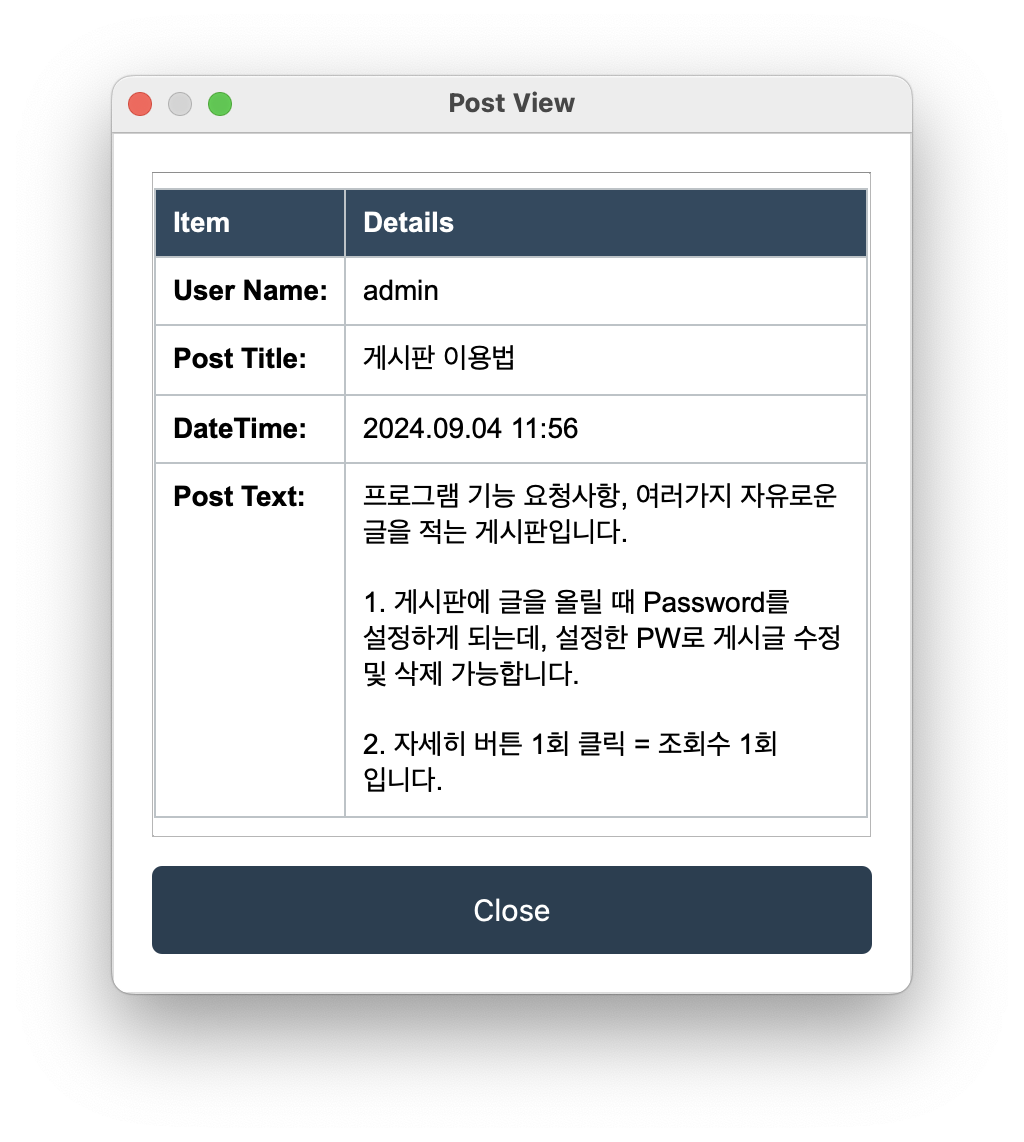 Post View
Item Details
User Name: admin
Post Title: 게시판 이용법
DateTime: 2024.09.04 11:56
Post Text: 프로그램 기능 요청사항, 여러가지 자유로운
글을 적는 게시판입니다.
1. 게시판에 글을 올릴 때 Password를
설정하게 되는데, 설정한 PW로 게시글 수정
및 삭제 가능합니다.
2. 자세히 버튼 1회 클릭 = 조회수 1회
입니다.
Close